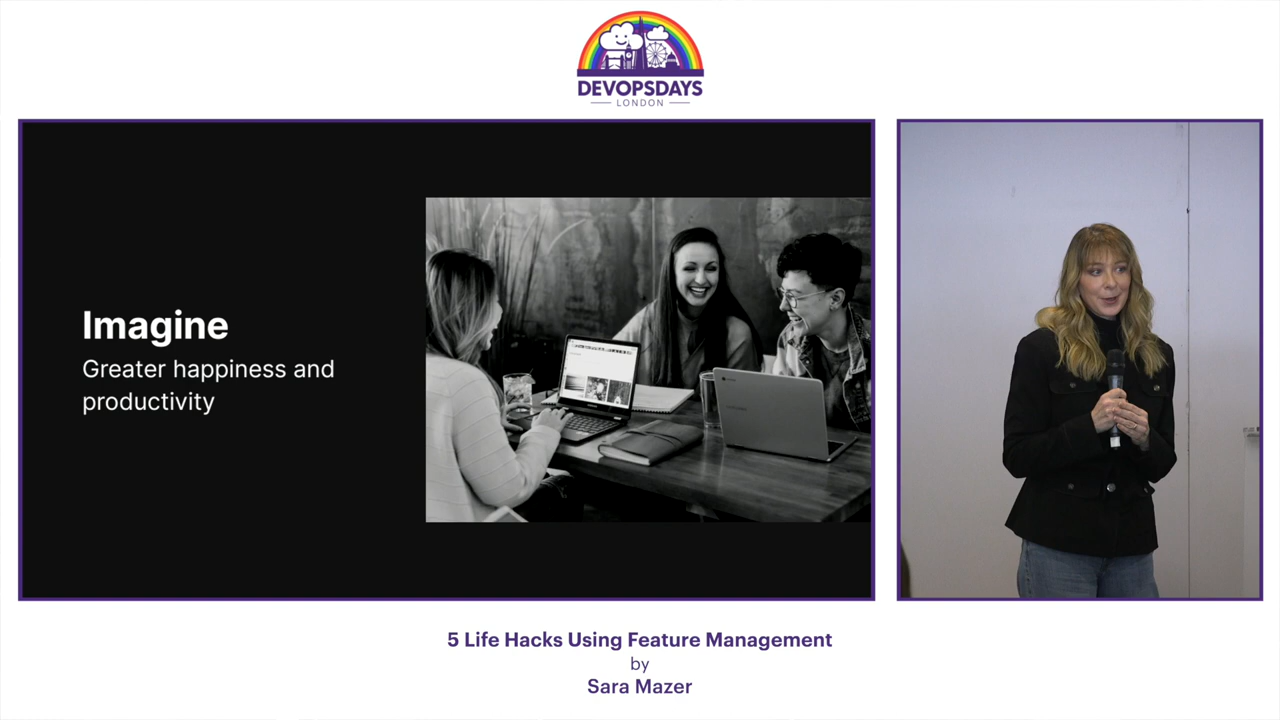 DEVOPSDAYS
LONDON
Imagine
Greater happiness and
productivity
5 Life Hacks Using Feature Management
by
Sara Mazer